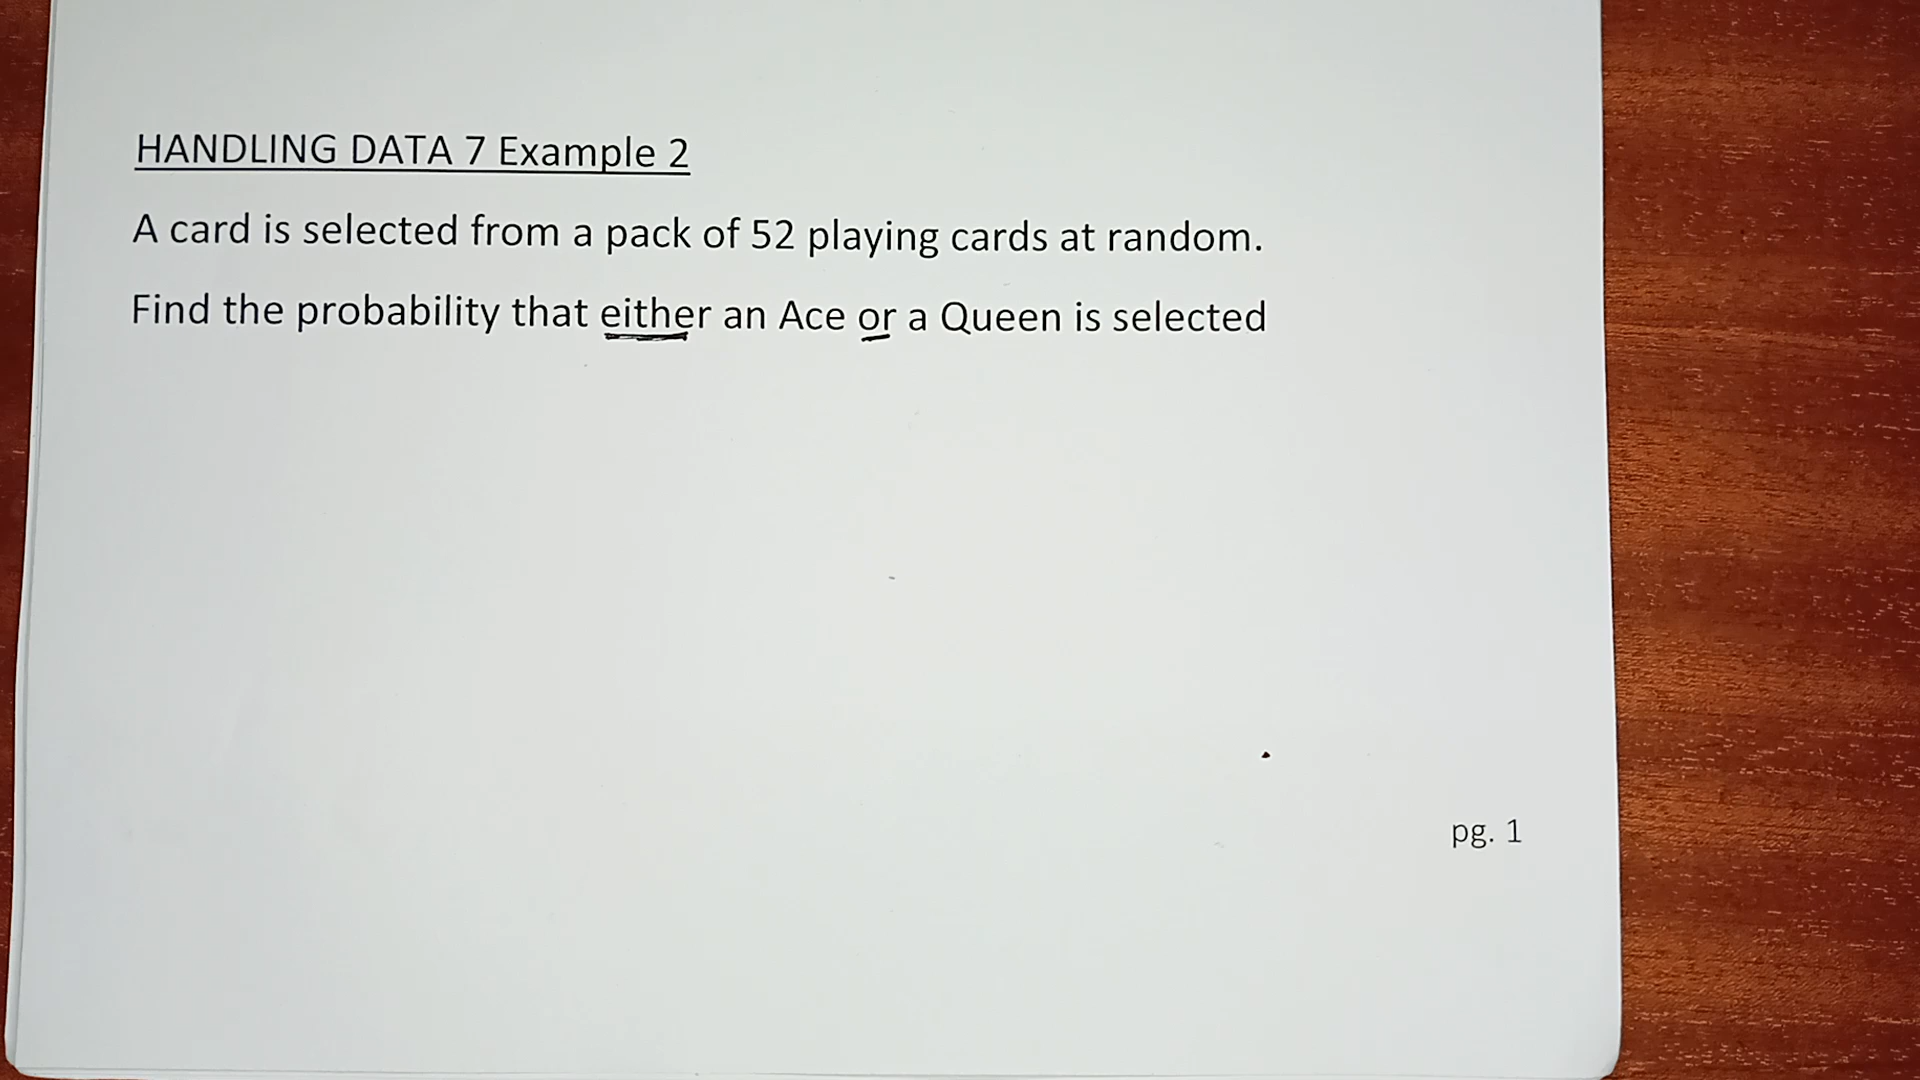 HANDLING DATA 7 Example 2
A card is selected from a pack of 52 playing cards at random.
Find the probability that either an Ace or a Queen is selected
pg. 1